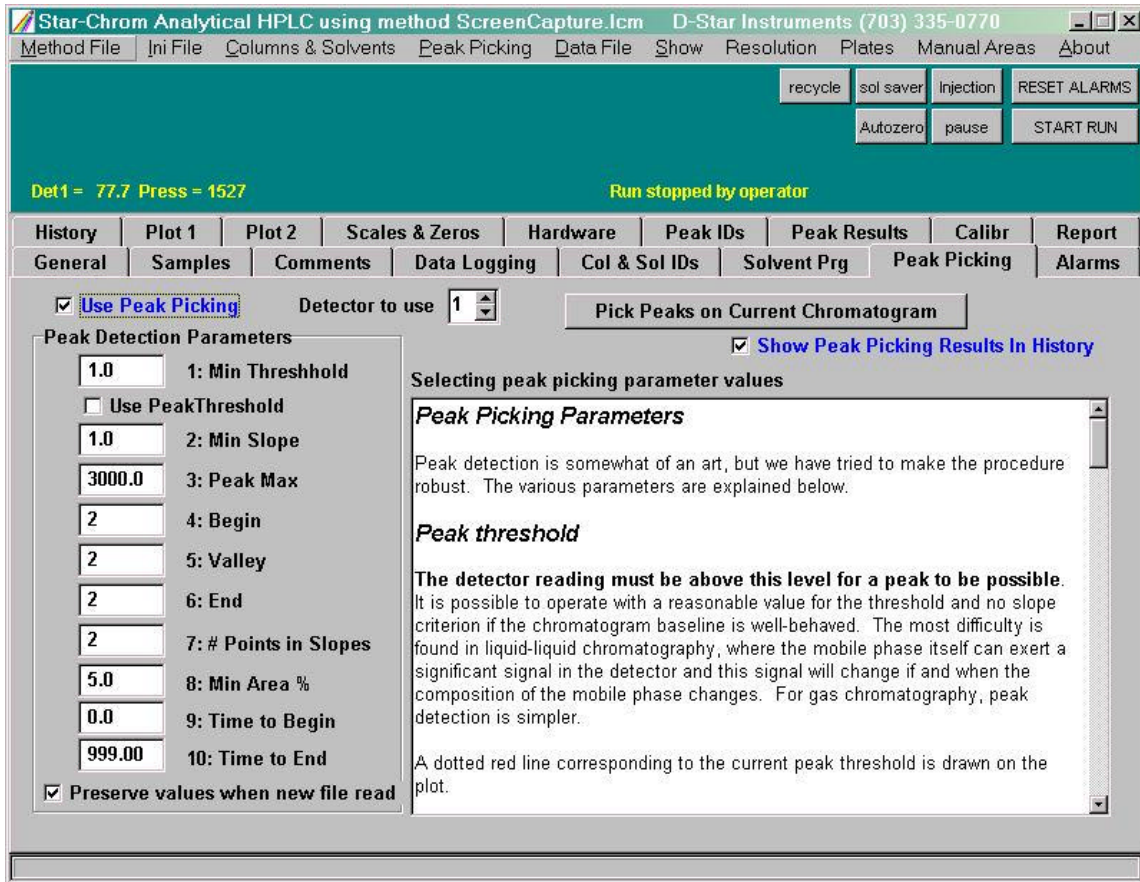 Star-Chrom Analytical HPLC using method ScreenCapture.lcm D-Star Instruments (703) 335-0770
Method File Ini File Columns & Solvents Peak Picking Data File Show Resolution Plates Manual Areas About
recycle sol saver Injection RESET ALARMS
Autozero pause START RUN
Det1 = 77.7 Press = 1527 Run stopped by operator
History Plot 1 Plot 2 Scales & Zeros Hardware Peak IDs Peak Results Calibr Report
General Samples Comments Data Logging Col & Sol IDs Solvent Prg Peak Picking Alarms
Use Peak Picking Detector to use 1 Pick Peaks on Current Chromatogram
Show Peak Picking Results In History
Peak Detection Parameters
1.0 1: Min Threshhold
Use PeakThreshold
1.0 2: Min Slope
3000.0 3: Peak Max
2 4: Begin
2 5: Valley
2 6: End
2 7: # Points in Slopes
5.0 8: Min Area %
0.0 9: Time to Begin
999.00 10: Time to End
Preserve values when new file read
Selecting peak picking parameter values
Peak Picking Parameters
Peak detection is somewhat of an art, but we have tried to make the procedure
robust. The various parameters are explained below.
Peak threshold
The detector reading must be above this level for a peak to be possible.
It is possible to operate with a reasonable value for the threshold and no slope
criterion if the chromatogram baseline is well-behaved. The most difficulty is
found in liquid-liquid chromatography, where the mobile phase itself can exert a
significant signal in the detector and this signal will change if and when the
composition of the mobile phase changes. For gas chromatography, peak
detection is simpler.
A dotted red line corresponding to the current peak threshold is drawn on the
plot.